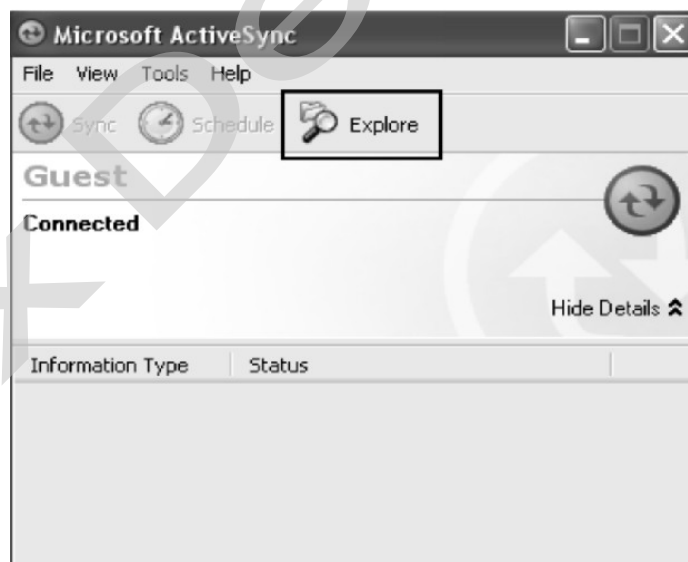 Microsoft ActiveSync
File View Tools Help
Sync Schedule Explore
Guest
Connected
Hide Details
Information Type Status